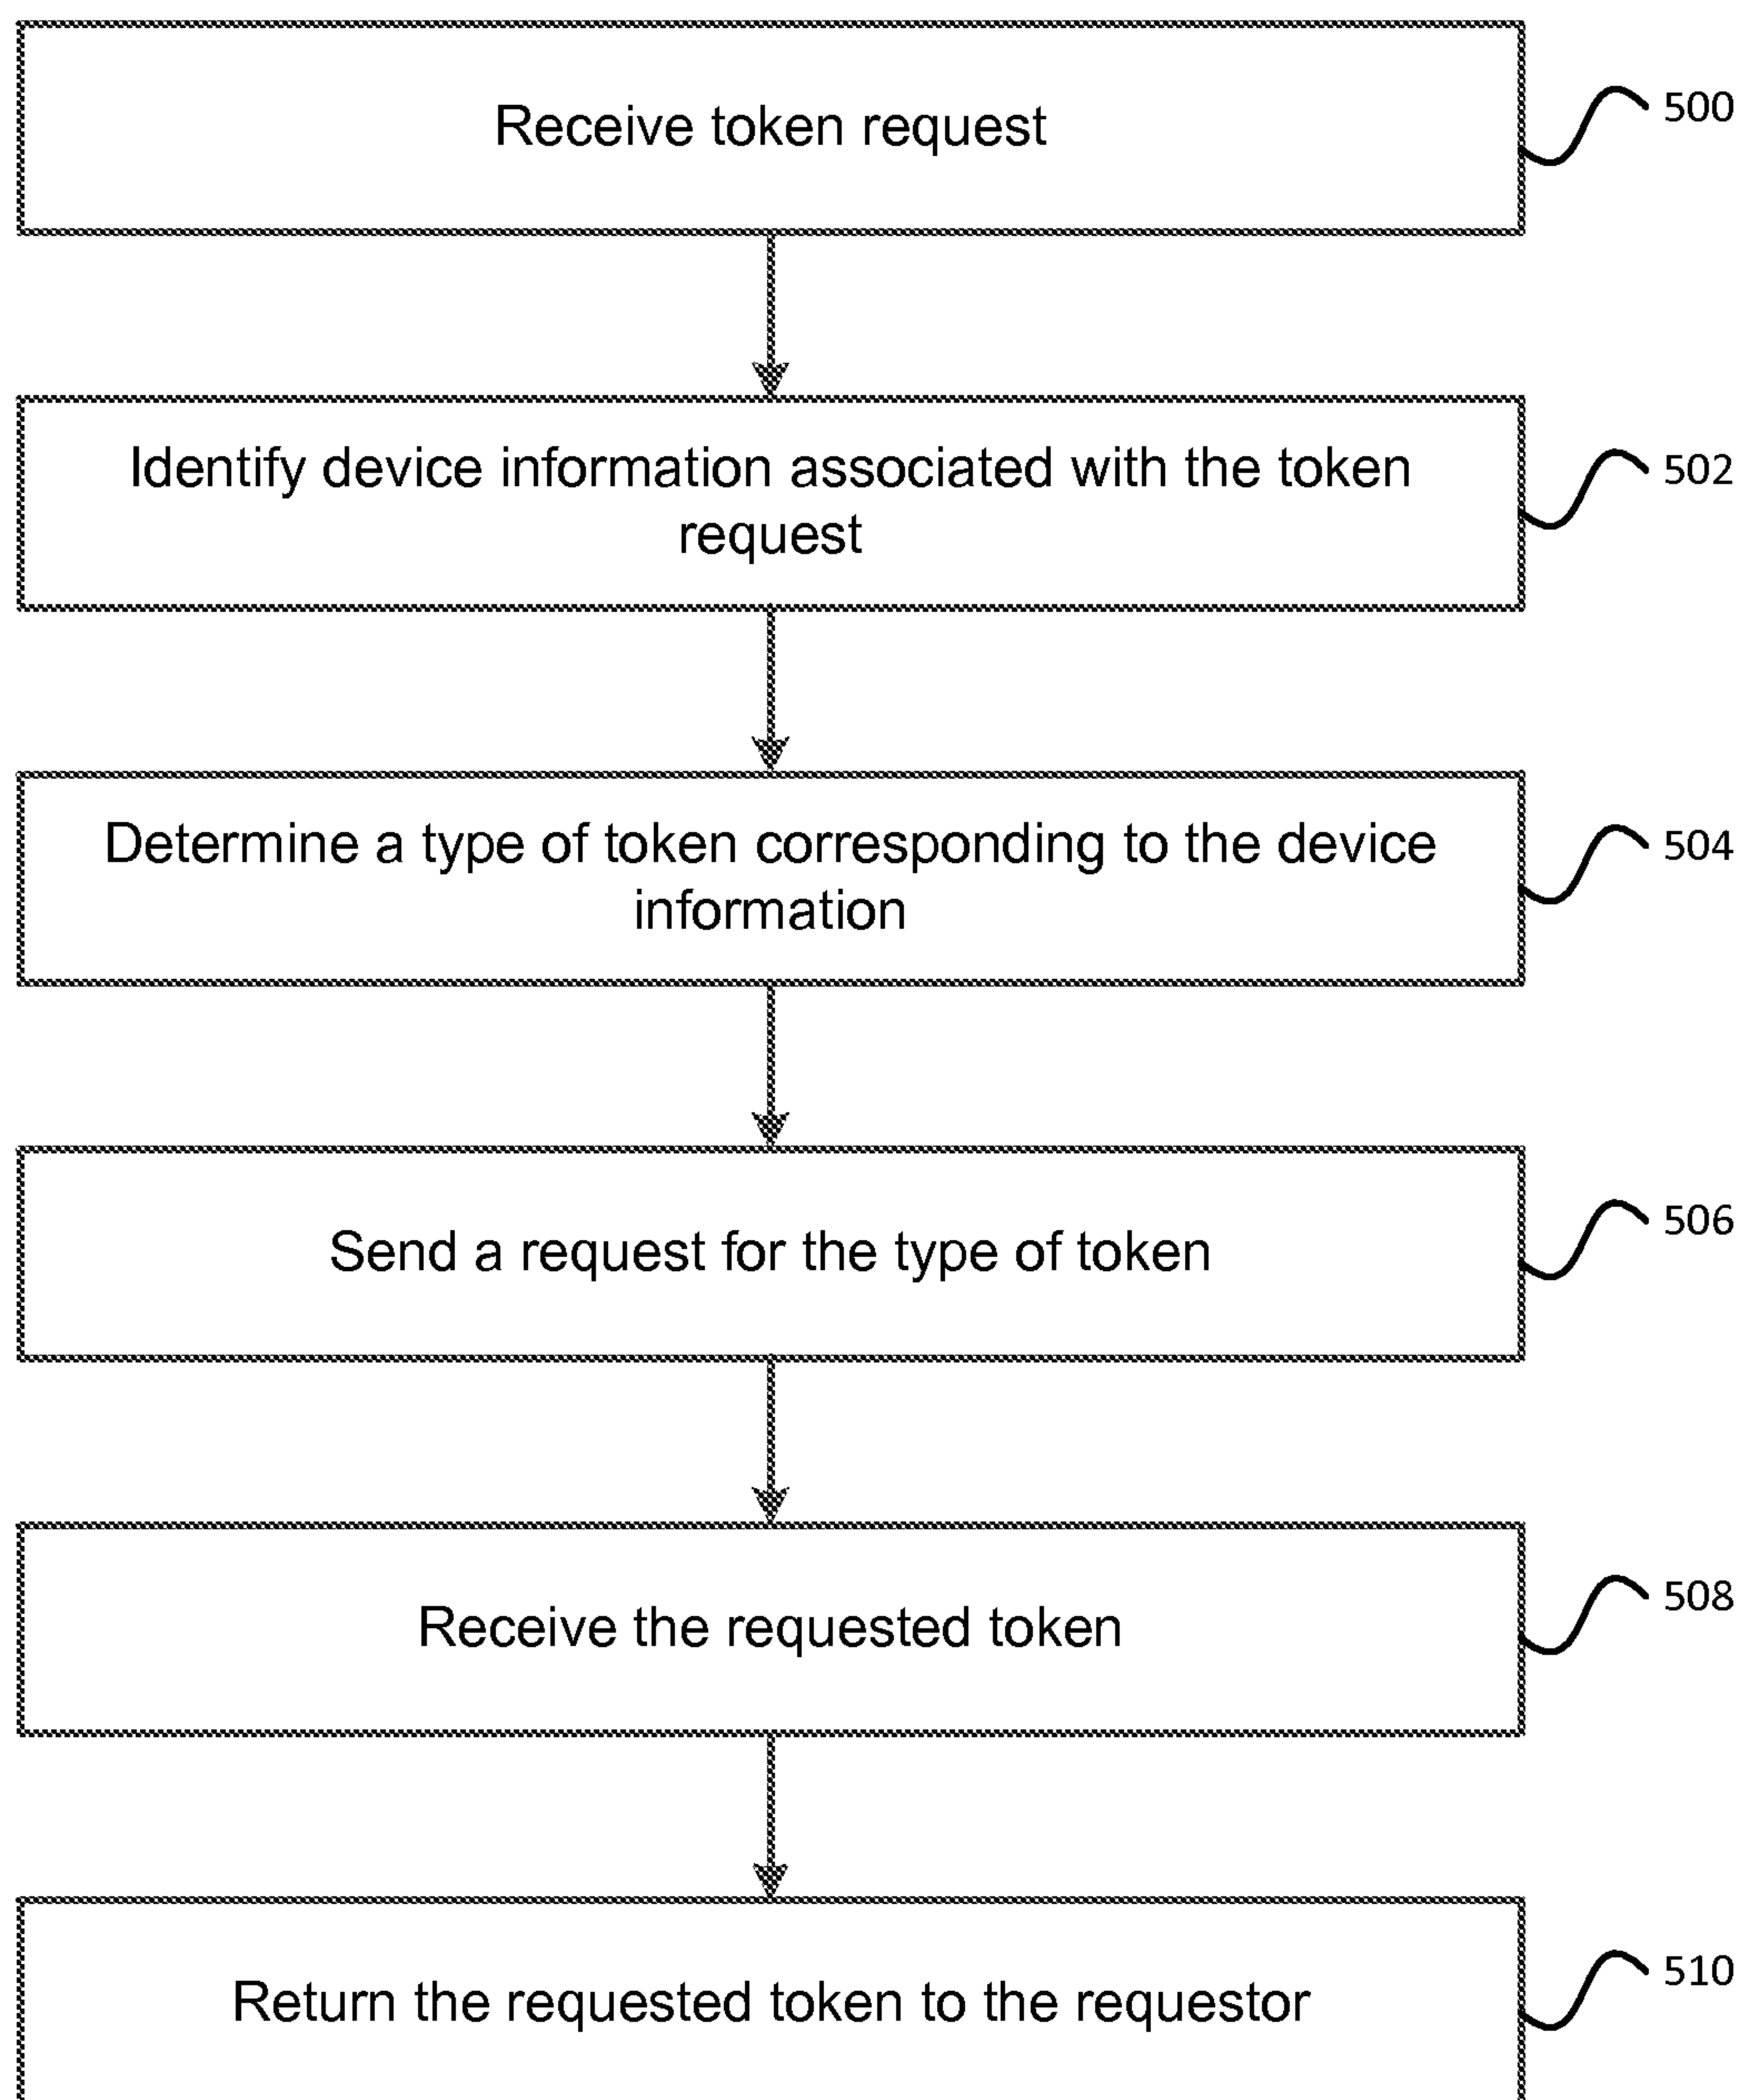 Receive token request
500
Identify device information associated with the token
request
502
Determine a type of token corresponding to the device
information
504
Send a request for the type of token
506
Receive the requested token
508
Return the requested token to the requestor
510